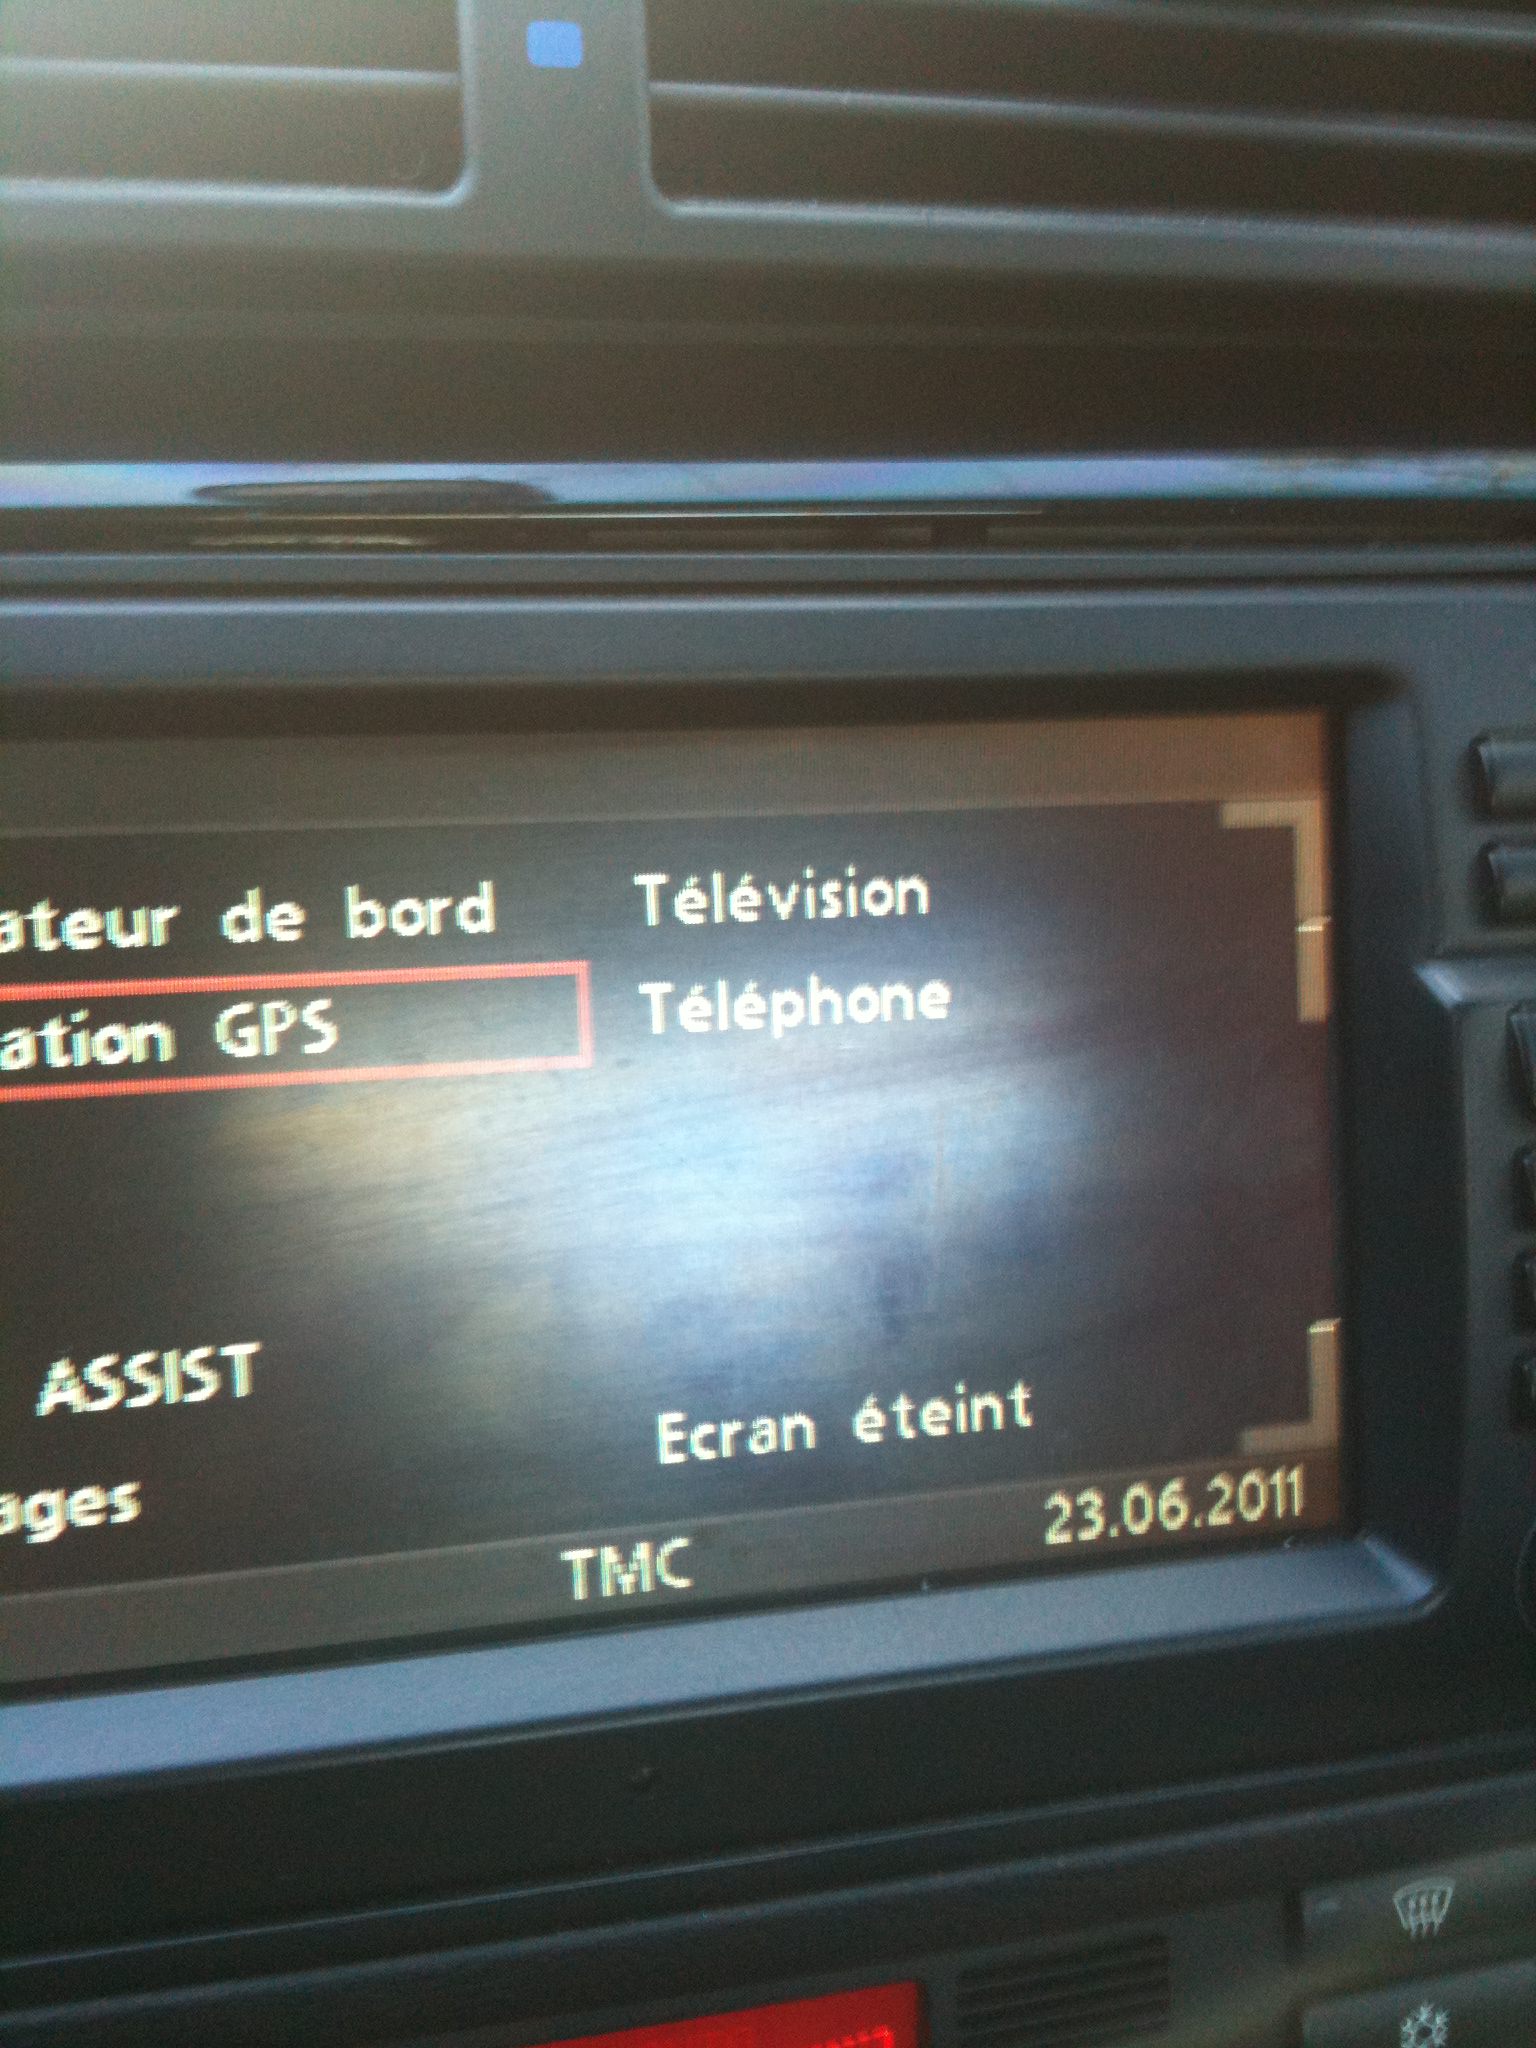 ateur de bord Télévision
ation GPS Téléphone
ASSIST
Ecran éteint
ages
TMC 23.06.2011